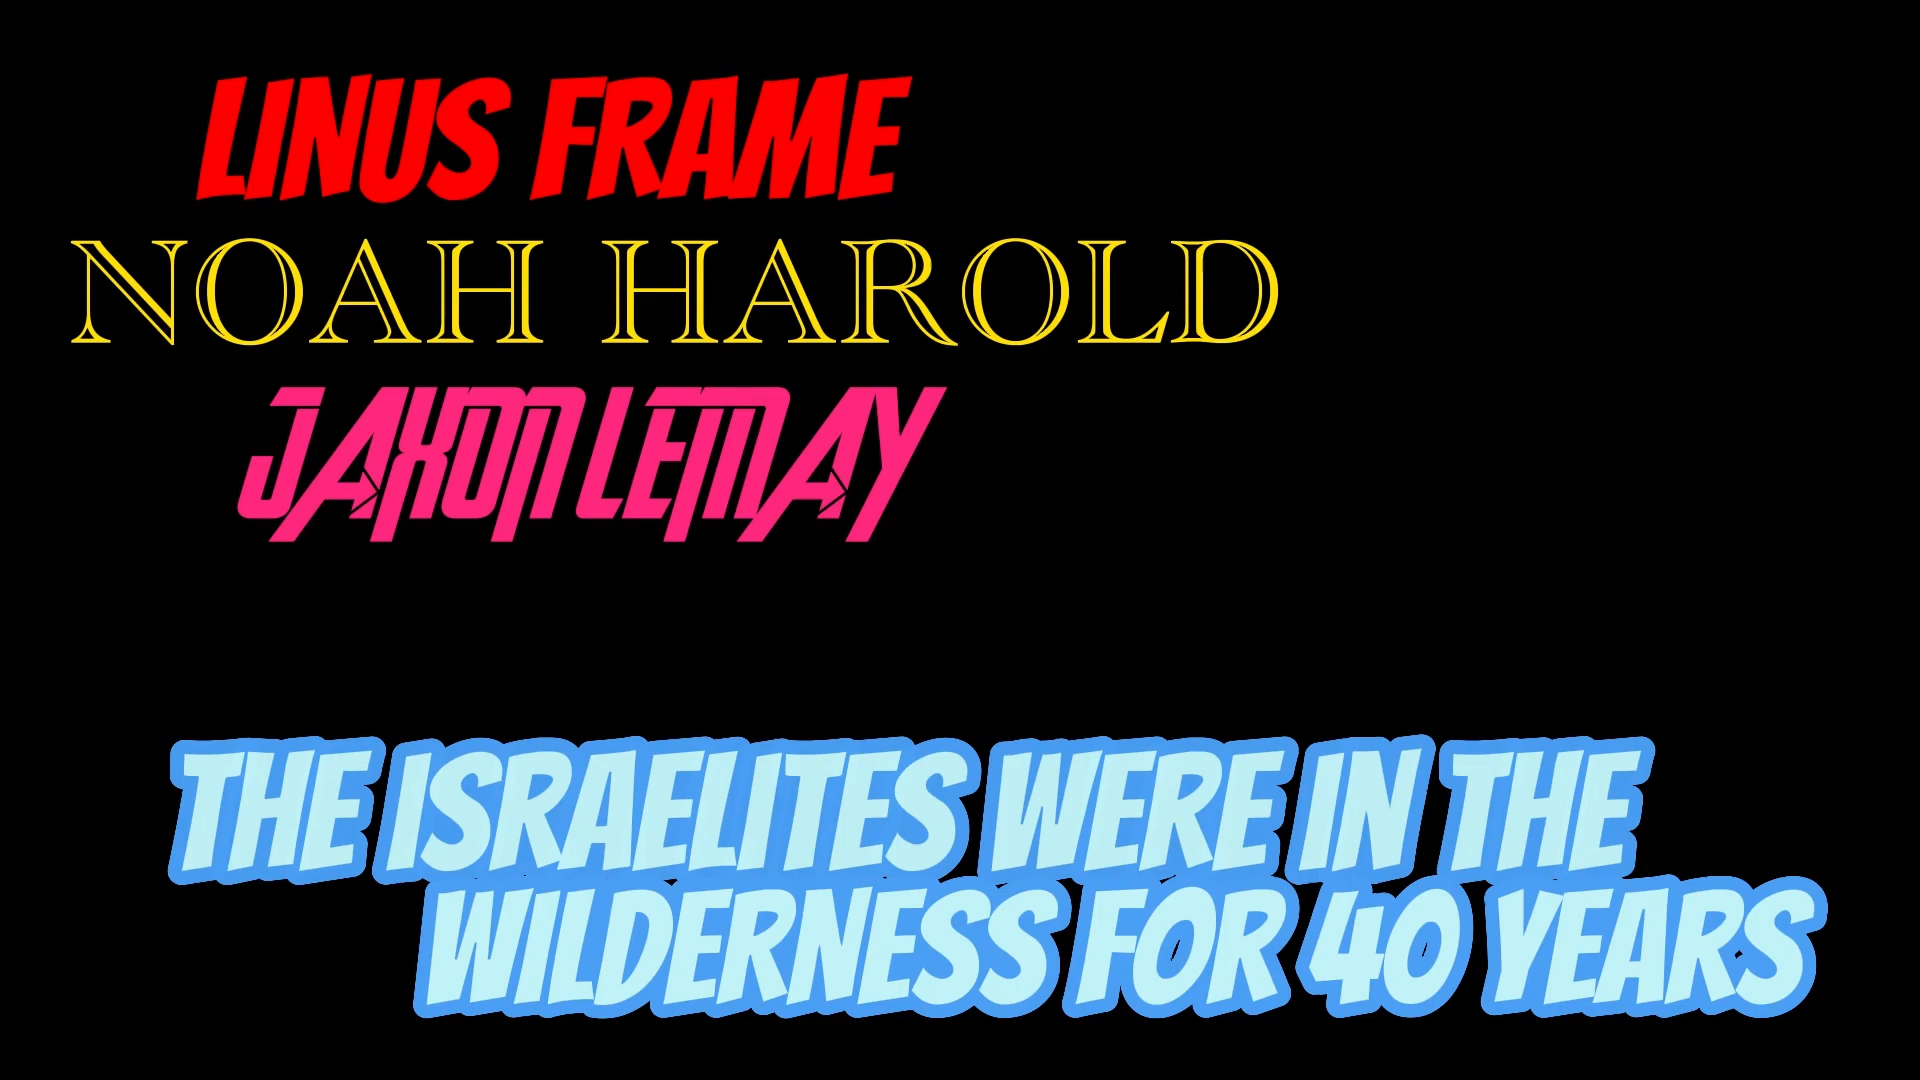 LINUS FRAME
NOAH HAROLD
JAXON LEMAY
THE ISRAELITES WERE IN THE
WILDERNESS FOR 40 YEARS